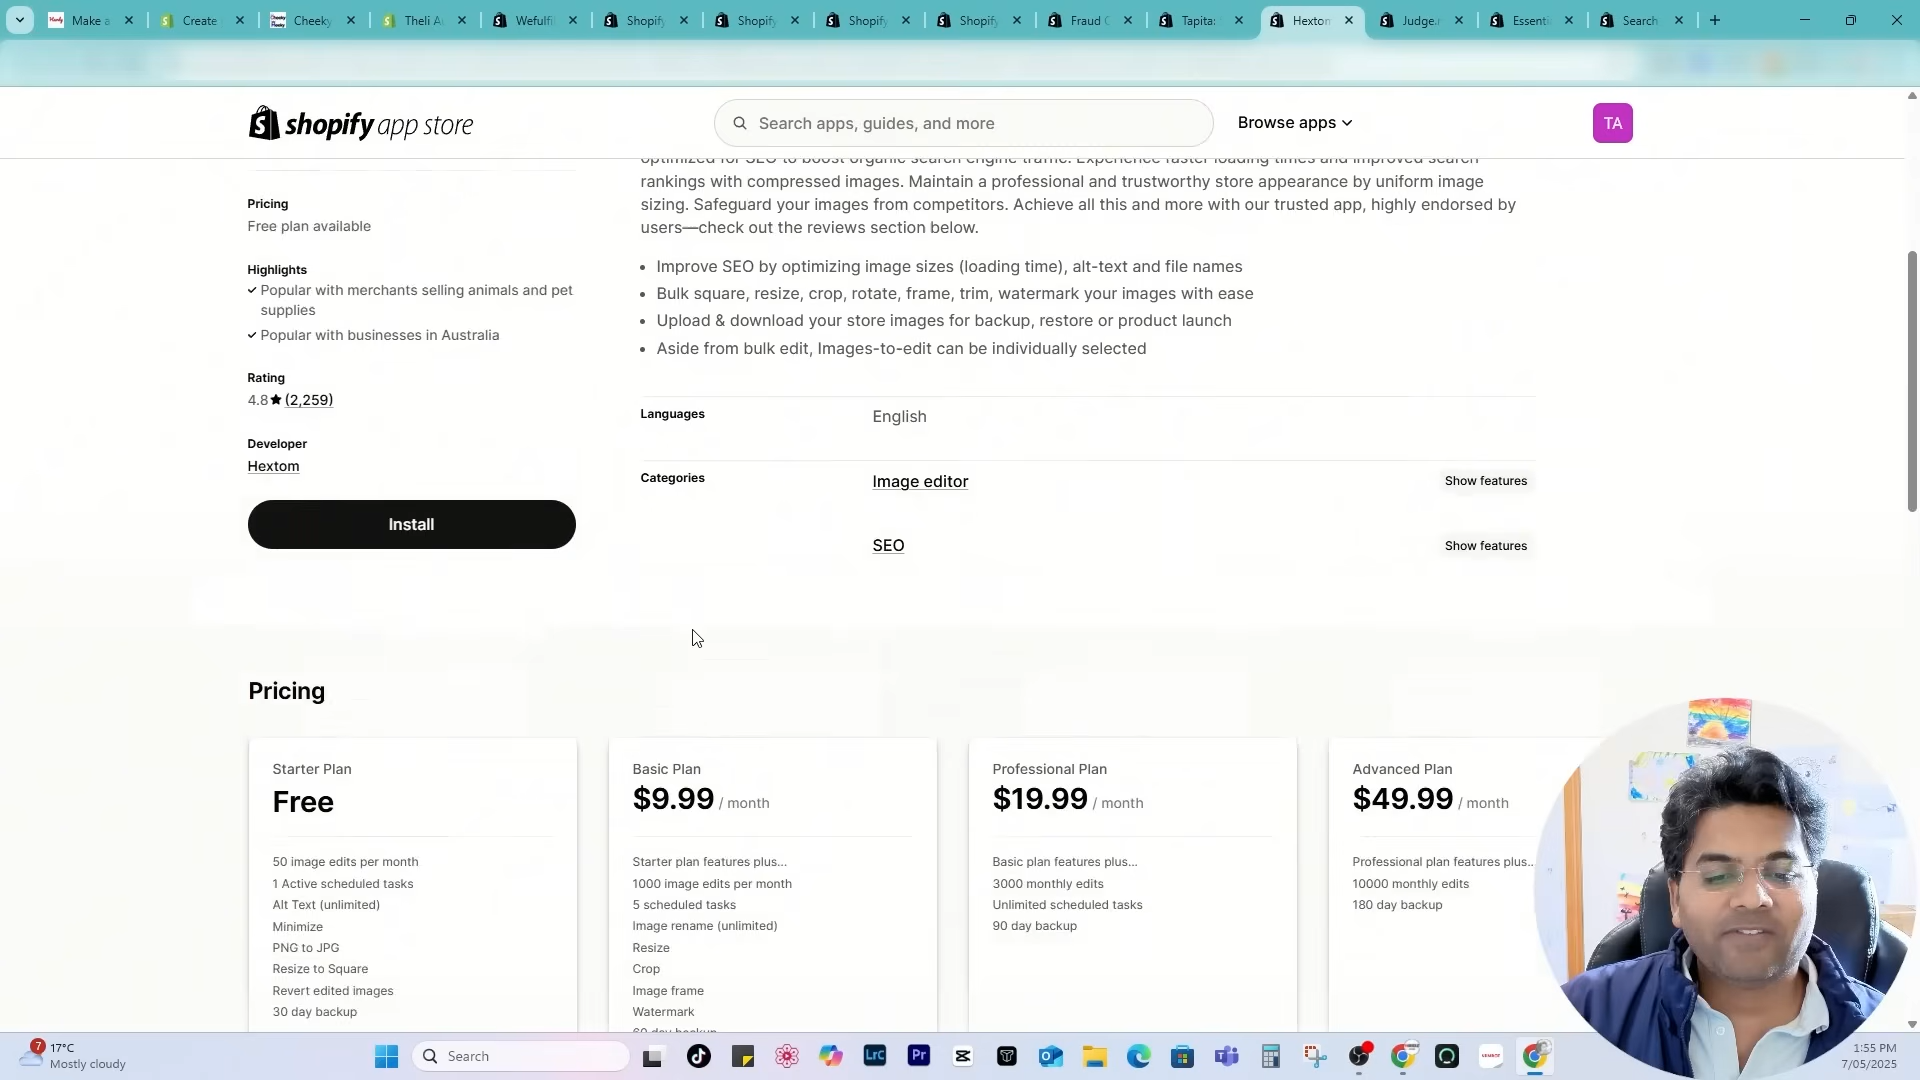 Make a
Create
Cheeky
Theli A
Wefulfil
Shopify
Shopify
Shopify
Shopify
Fraud
Tapita:
Hextom
Judge.m
Essenti
Search
shopify app store
Search apps, guides, and more
Browse apps
TA
optimized for SEO to boost organic search engine traffic. Experience faster loading times and improved search
rankings with compressed images. Maintain a professional and trustworthy store appearance by uniform image
sizing. Safeguard your images from competitors. Achieve all this and more with our trusted app, highly endorsed by
users—check out the reviews section below.
• Improve SEO by optimizing image sizes (loading time), alt-text and file names
• Bulk square, resize, crop, rotate, frame, trim, watermark your images with ease
• Upload & download your store images for backup, restore or product launch
• Aside from bulk edit, Images-to-edit can be individually selected
Pricing
Free plan available
Highlights
Popular with merchants selling animals and pet
supplies
Popular with businesses in Australia
Rating
4.8★ (2,259)
Developer
Hextom
Install
Languages
English
Categories
Image editor
Show features
SEO
Show features
Pricing
Starter Plan
Free
50 image edits per month
1 Active scheduled tasks
Alt Text (unlimited)
Minimize
PNG to JPG
Resize to Square
Revert edited images
30 day backup
Basic Plan
$9.99 / month
Starter plan features plus...
1000 image edits per month
5 scheduled tasks
Image rename (unlimited)
Resize
Crop
Image frame
Watermark
60 day backup
Professional Plan
$19.99 / month
Basic plan features plus...
3000 monthly edits
Unlimited scheduled tasks
90 day backup
Advanced Plan
$49.99 / month
Professional plan features plus...
10000 monthly edits
180 day backup
7
17°C
Mostly cloudy
Search
LrC
Pr
1:55 PM
7/05/2025